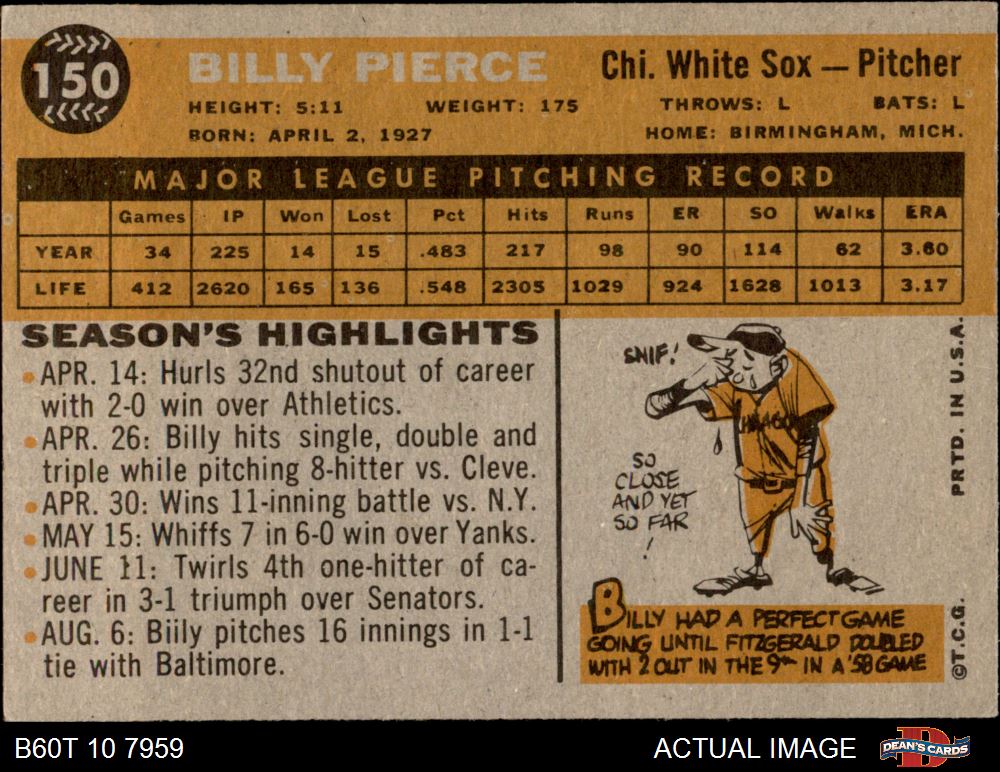 150
BILLY PIERCE
Chi. White Sox — Pitcher
HEIGHT: 5:11 WEIGHT: 175 THROWS: L BATS: L
BORN: APRIL 2, 1927 HOME: BIRMINGHAM, MICH.
MAJOR LEAGUE PITCHING RECORD
Games IP Won Lost Pct Hits Runs ER SO Walks ERA
YEAR 34 225 14 15 .483 217 98 90 114 62 3.60
LIFE 412 2620 165 136 .548 2305 1029 924 1628 1013 3.17
SEASON'S HIGHLIGHTS
• APR. 14: Hurls 32nd shutout of career
with 2-0 win over Athletics.
• APR. 26: Billy hits single, double and
triple while pitching 8-hitter vs. Cleve.
• APR. 30: Wins 11-inning battle vs. N.Y.
• MAY 15: Whiffs 7 in 6-0 win over Yanks.
• JUNE 11: Twirls 4th one-hitter of ca-
reer in 3-1 triumph over Senators.
• AUG. 6: Biily pitches 16 innings in 1-1
tie with Baltimore.
SNIF!
CHICAGO
SO
CLOSE
AND YET
SO FAR
!
BILLY HAD A PERFECT GAME
GOING UNTIL FITZGERALD DOUBLED
WITH 2 OUT IN THE 9TH IN A '58 GAME
©T.C.G. PRTD. IN U.S.A.
B60T 10 7959
ACTUAL IMAGE
DEAN'S CARDS